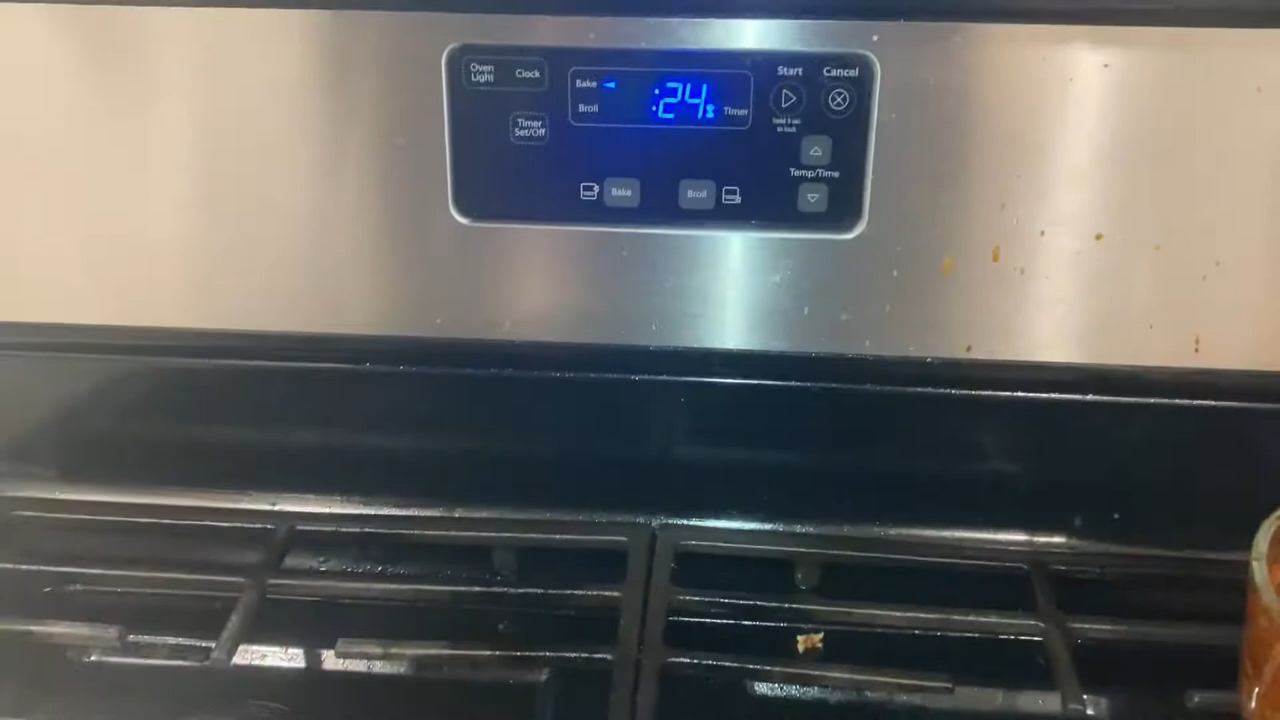 Oven
Light
Clock
Timer
Set/Off
Bake
Broil
:24
Timer
Start
Cancel
Temp/Time
Bake
Broil